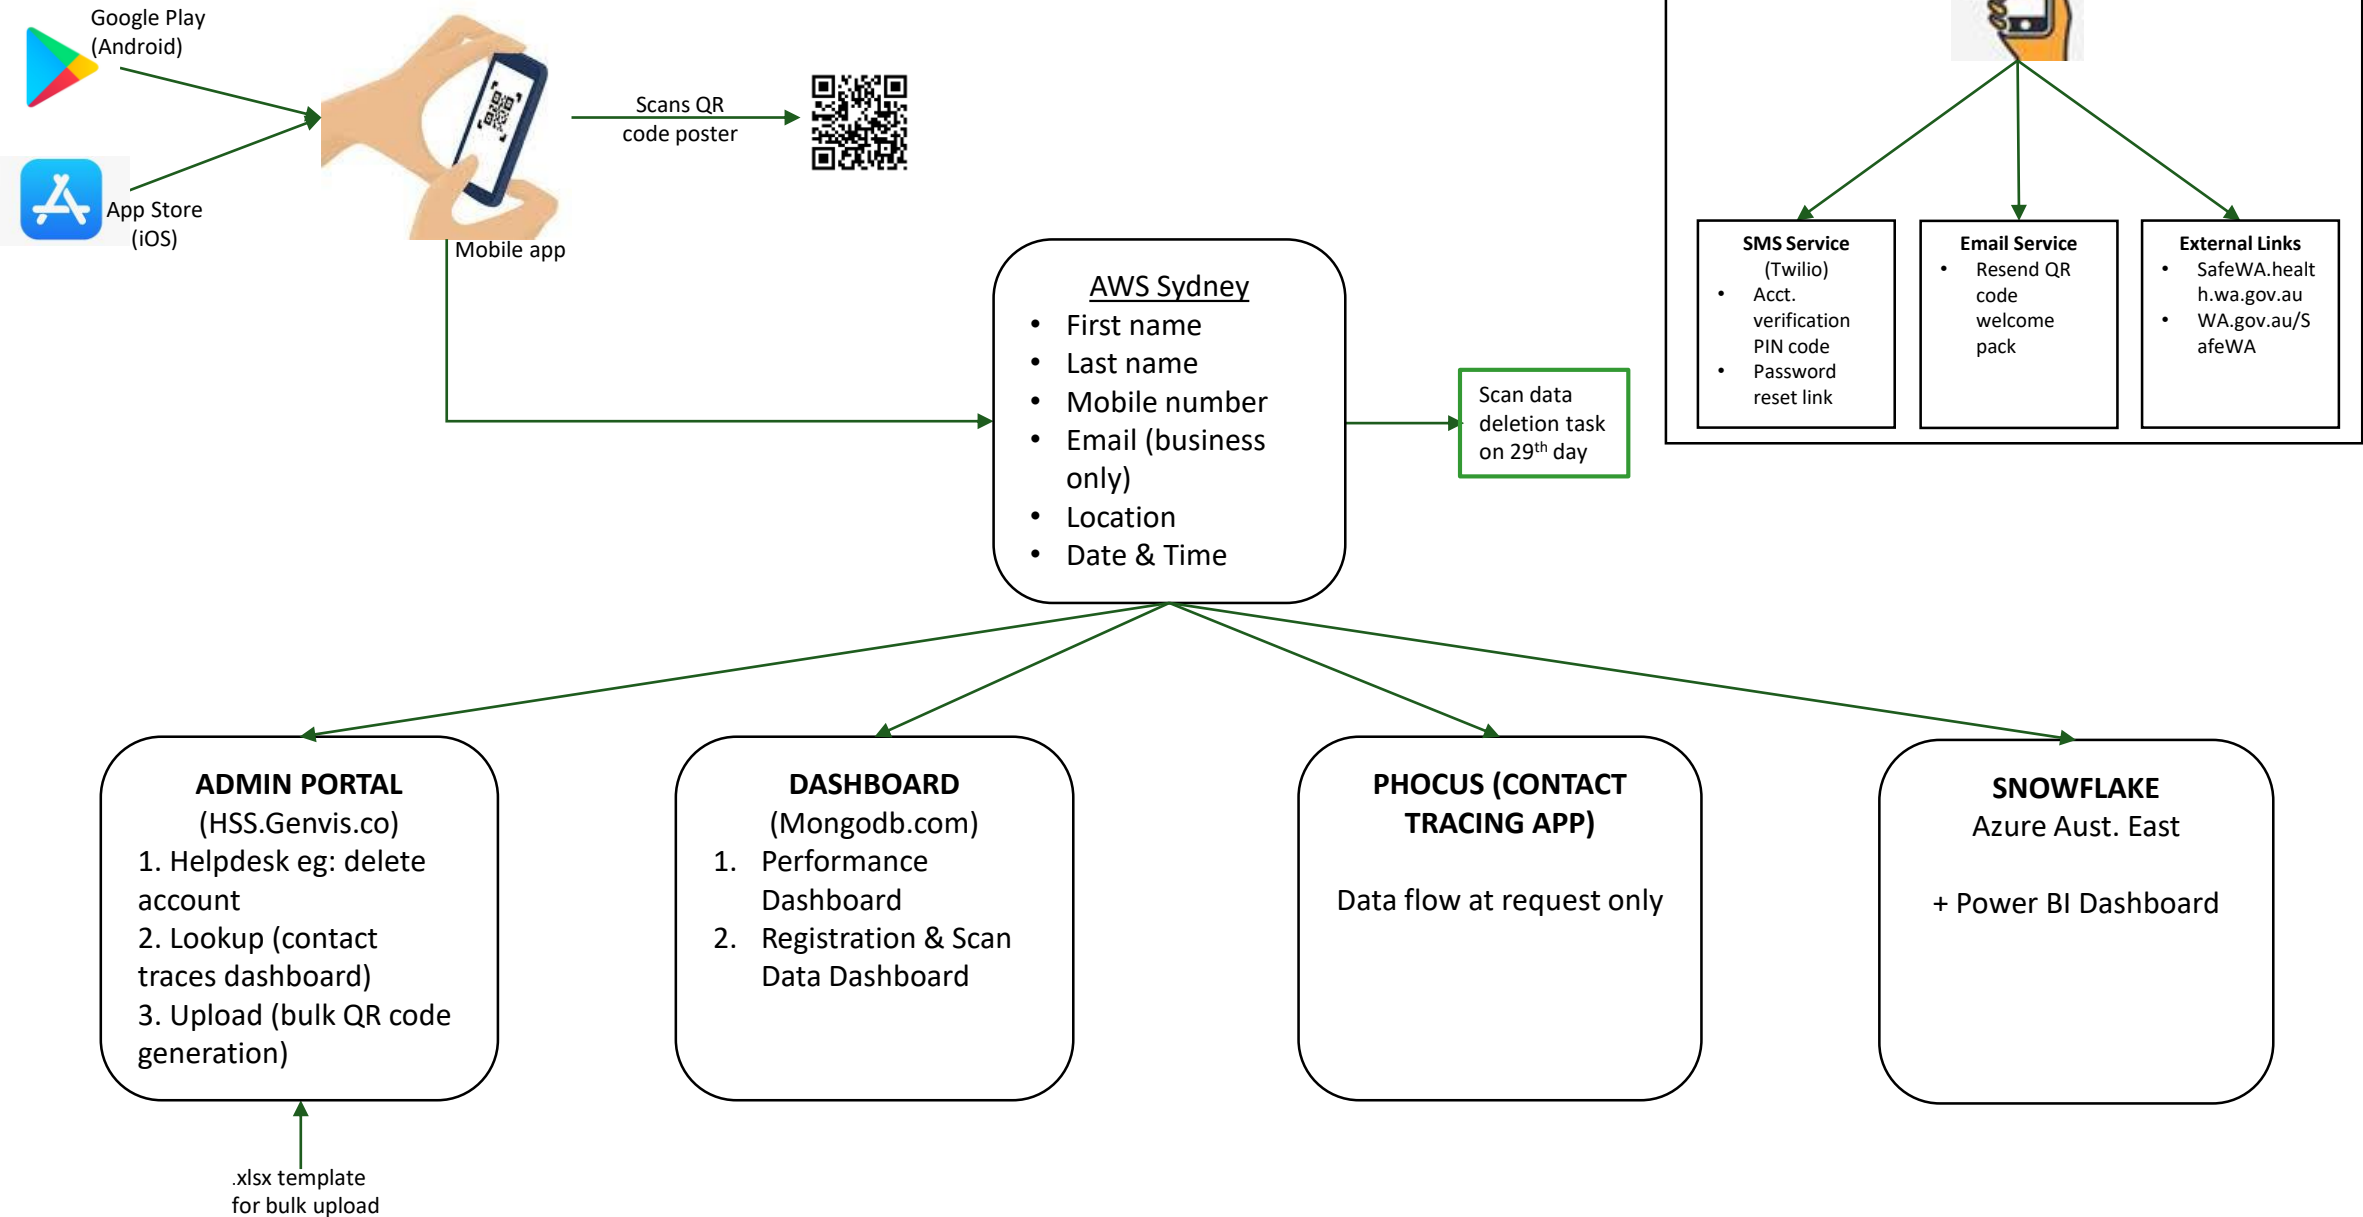 Google Play
(Android)
App Store
(iOS)
Mobile app
Scans QR
code poster
SMS Service
(Twilio)
• Acct.
verification
PIN code
• Password
reset link
Email Service
• Resend QR
code
welcome
pack
External Links
• SafeWA.healt
h.wa.gov.au
• WA.gov.au/S
afeWA
AWS Sydney
• First name
• Last name
• Mobile number
• Email (business
only)
• Location
• Date & Time
Scan data
deletion task
on 29th day
ADMIN PORTAL
(HSS.Genvis.co)
1. Helpdesk eg: delete
account
2. Lookup (contact
traces dashboard)
3. Upload (bulk QR code
generation)
.xlsx template
for bulk upload
DASHBOARD
(Mongodb.com)
1. Performance
Dashboard
2. Registration & Scan
Data Dashboard
PHOCUS (CONTACT
TRACING APP)
Data flow at request only
SNOWFLAKE
Azure Aust. East
+ Power BI Dashboard